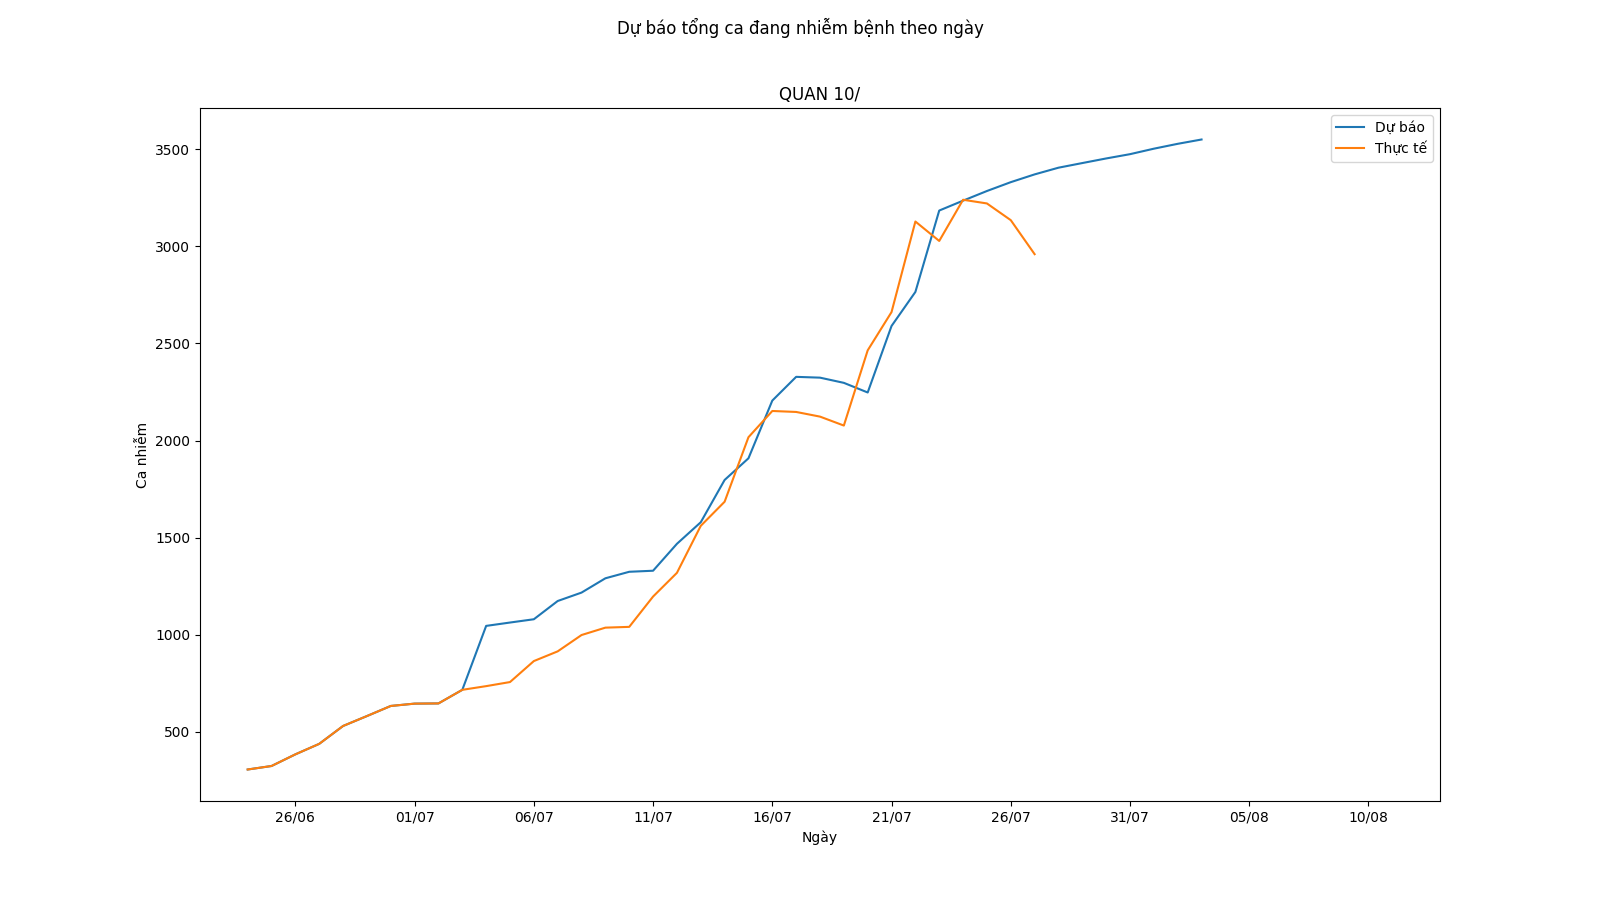 Dự báo tổng ca đang nhiễm bệnh theo ngày
QUAN 10/
Dự báo
Thực tế
3500
3000
2500
2000
1500
1000
500
Ca nhiễm
26/06 01/07 06/07 11/07 16/07 21/07 26/07 31/07 05/08 10/08
Ngày